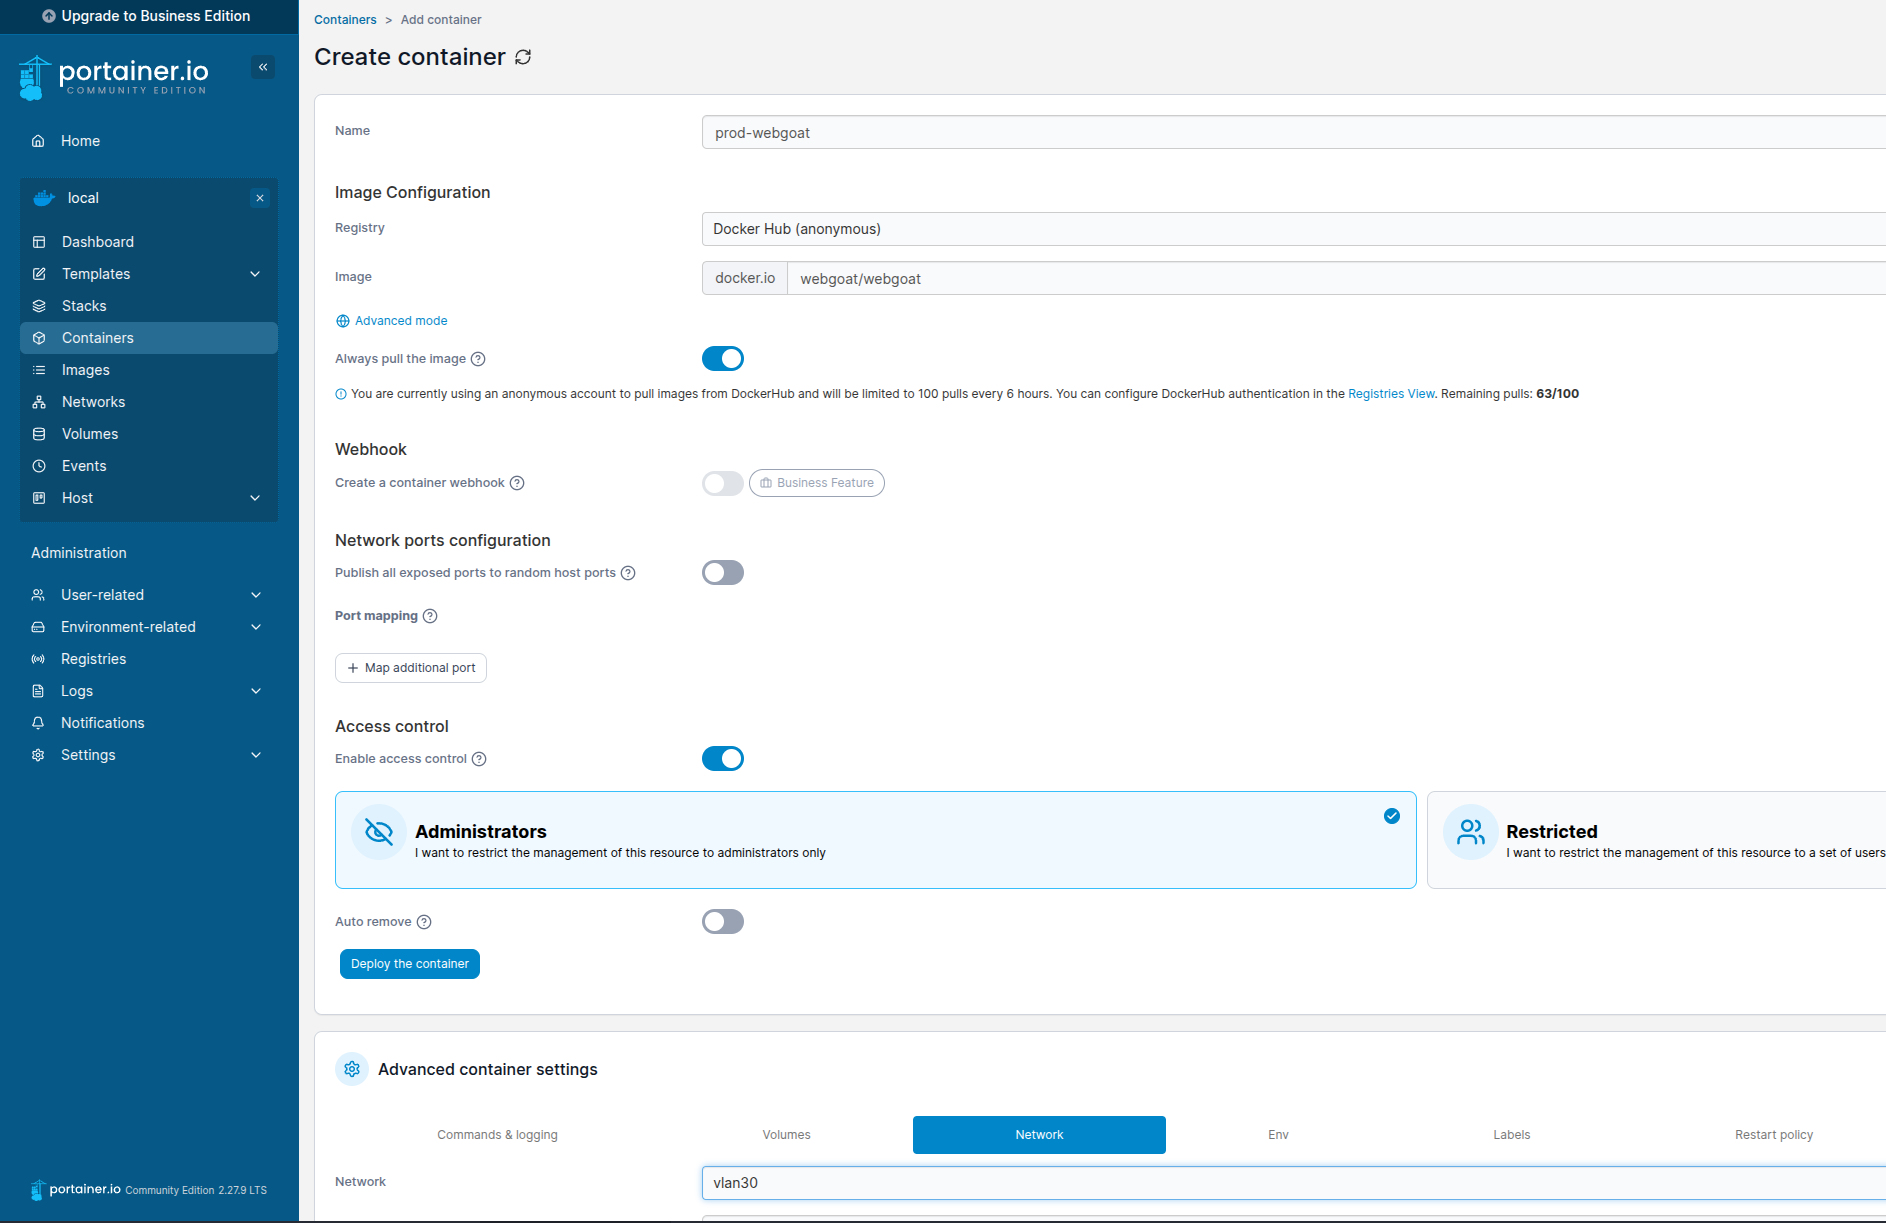 Upgrade to Business Edition
portainer.io
COMMUNITY EDITION
Home
local
Dashboard
Templates
Stacks
Containers
Images
Networks
Volumes
Events
Host
Administration
User-related
Environment-related
Registries
Logs
Notifications
Settings
portainer.io Community Edition 2.27.9 LTS
Containers > Add container
Create container
Name
prod-webgoat
Image Configuration
Registry
Docker Hub (anonymous)
Image
docker.io
webgoat/webgoat
Advanced mode
Always pull the image
You are currently using an anonymous account to pull images from DockerHub and will be limited to 100 pulls every 6 hours. You can configure DockerHub authentication in the Registries View. Remaining pulls: 63/100
Webhook
Create a container webhook
Business Feature
Network ports configuration
Publish all exposed ports to random host ports
Port mapping
Map additional port
Access control
Enable access control
Administrators
I want to restrict the management of this resource to administrators only
Restricted
I want to restrict the management of this resource to a set of users
Auto remove
Deploy the container
Advanced container settings
Commands & logging
Volumes
Network
Env
Labels
Restart policy
Network
vlan30